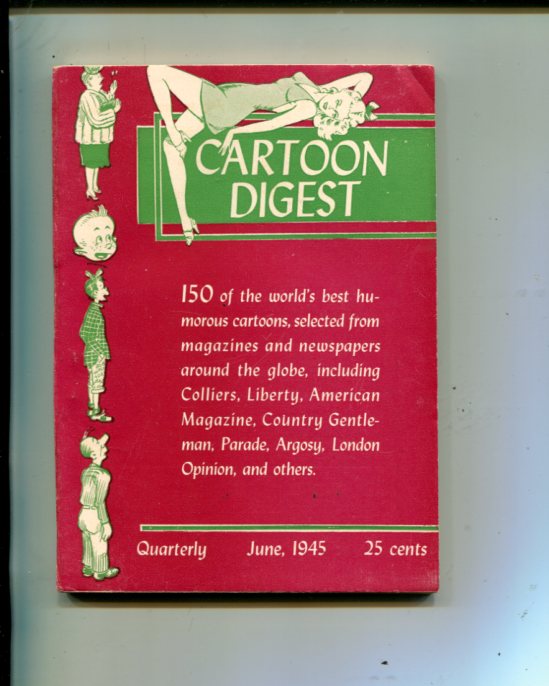 CARTOON
DIGEST
150 of the world's best hu-
morous cartoons, selected from
magazines and newspapers
around the globe, including
Colliers, Liberty, American
Magazine, Country Gentle-
man, Parade, Argosy, London
Opinion, and others.
Quarterly June, 1945 25 cents